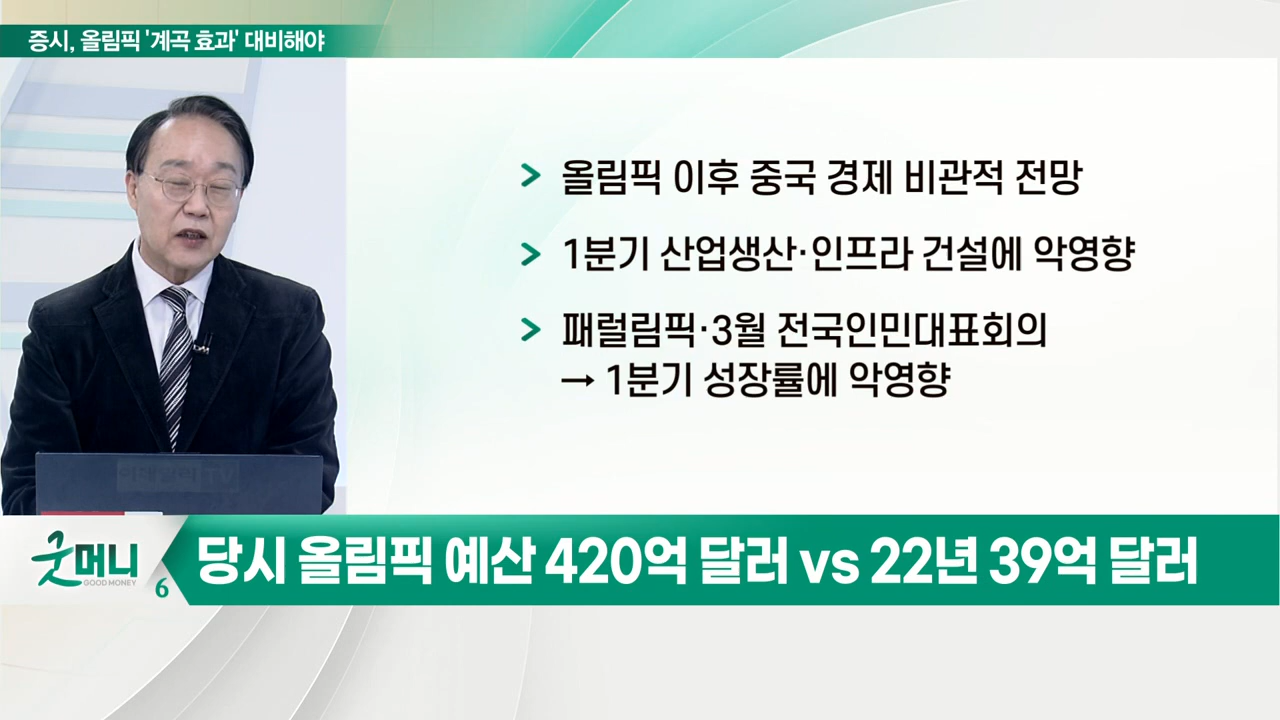 증시, 올림픽 '계곡 효과' 대비해야
> 올림픽 이후 중국 경제 비관적 전망
> 1분기 산업생산·인프라 건설에 악영향
> 패럴림픽·3월 전국인민대표회의
→ 1분기 성장률에 악영향
이데일리 TV
굿머니
GOOD MONEY
6
당시 올림픽 예산 420억 달러 vs 22년 39억 달러